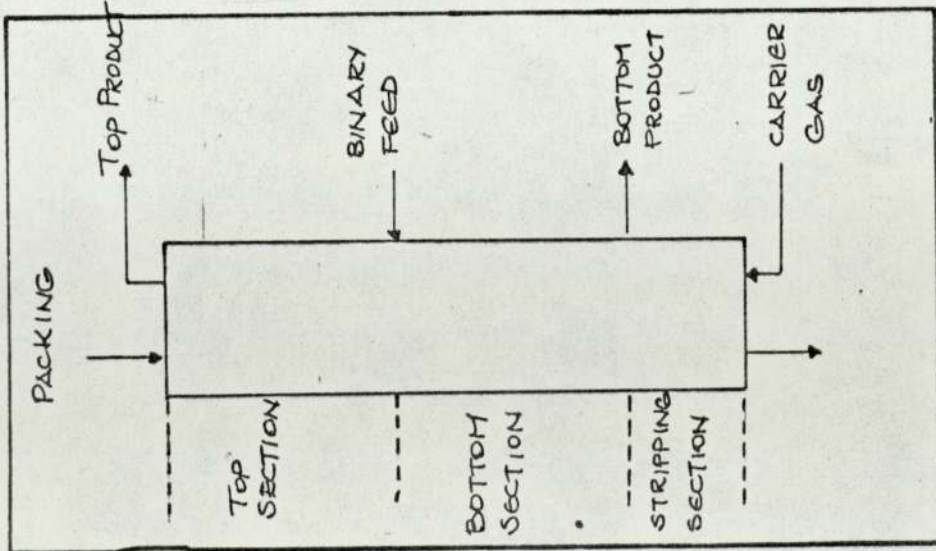 PACKING
TOP PRODUCT
BINARY
FEED
BOTTOM
PRODUCT
CARRIER
GAS
TOP
SECTION
BOTTOM
SECTION
STRIPPING
SECTION